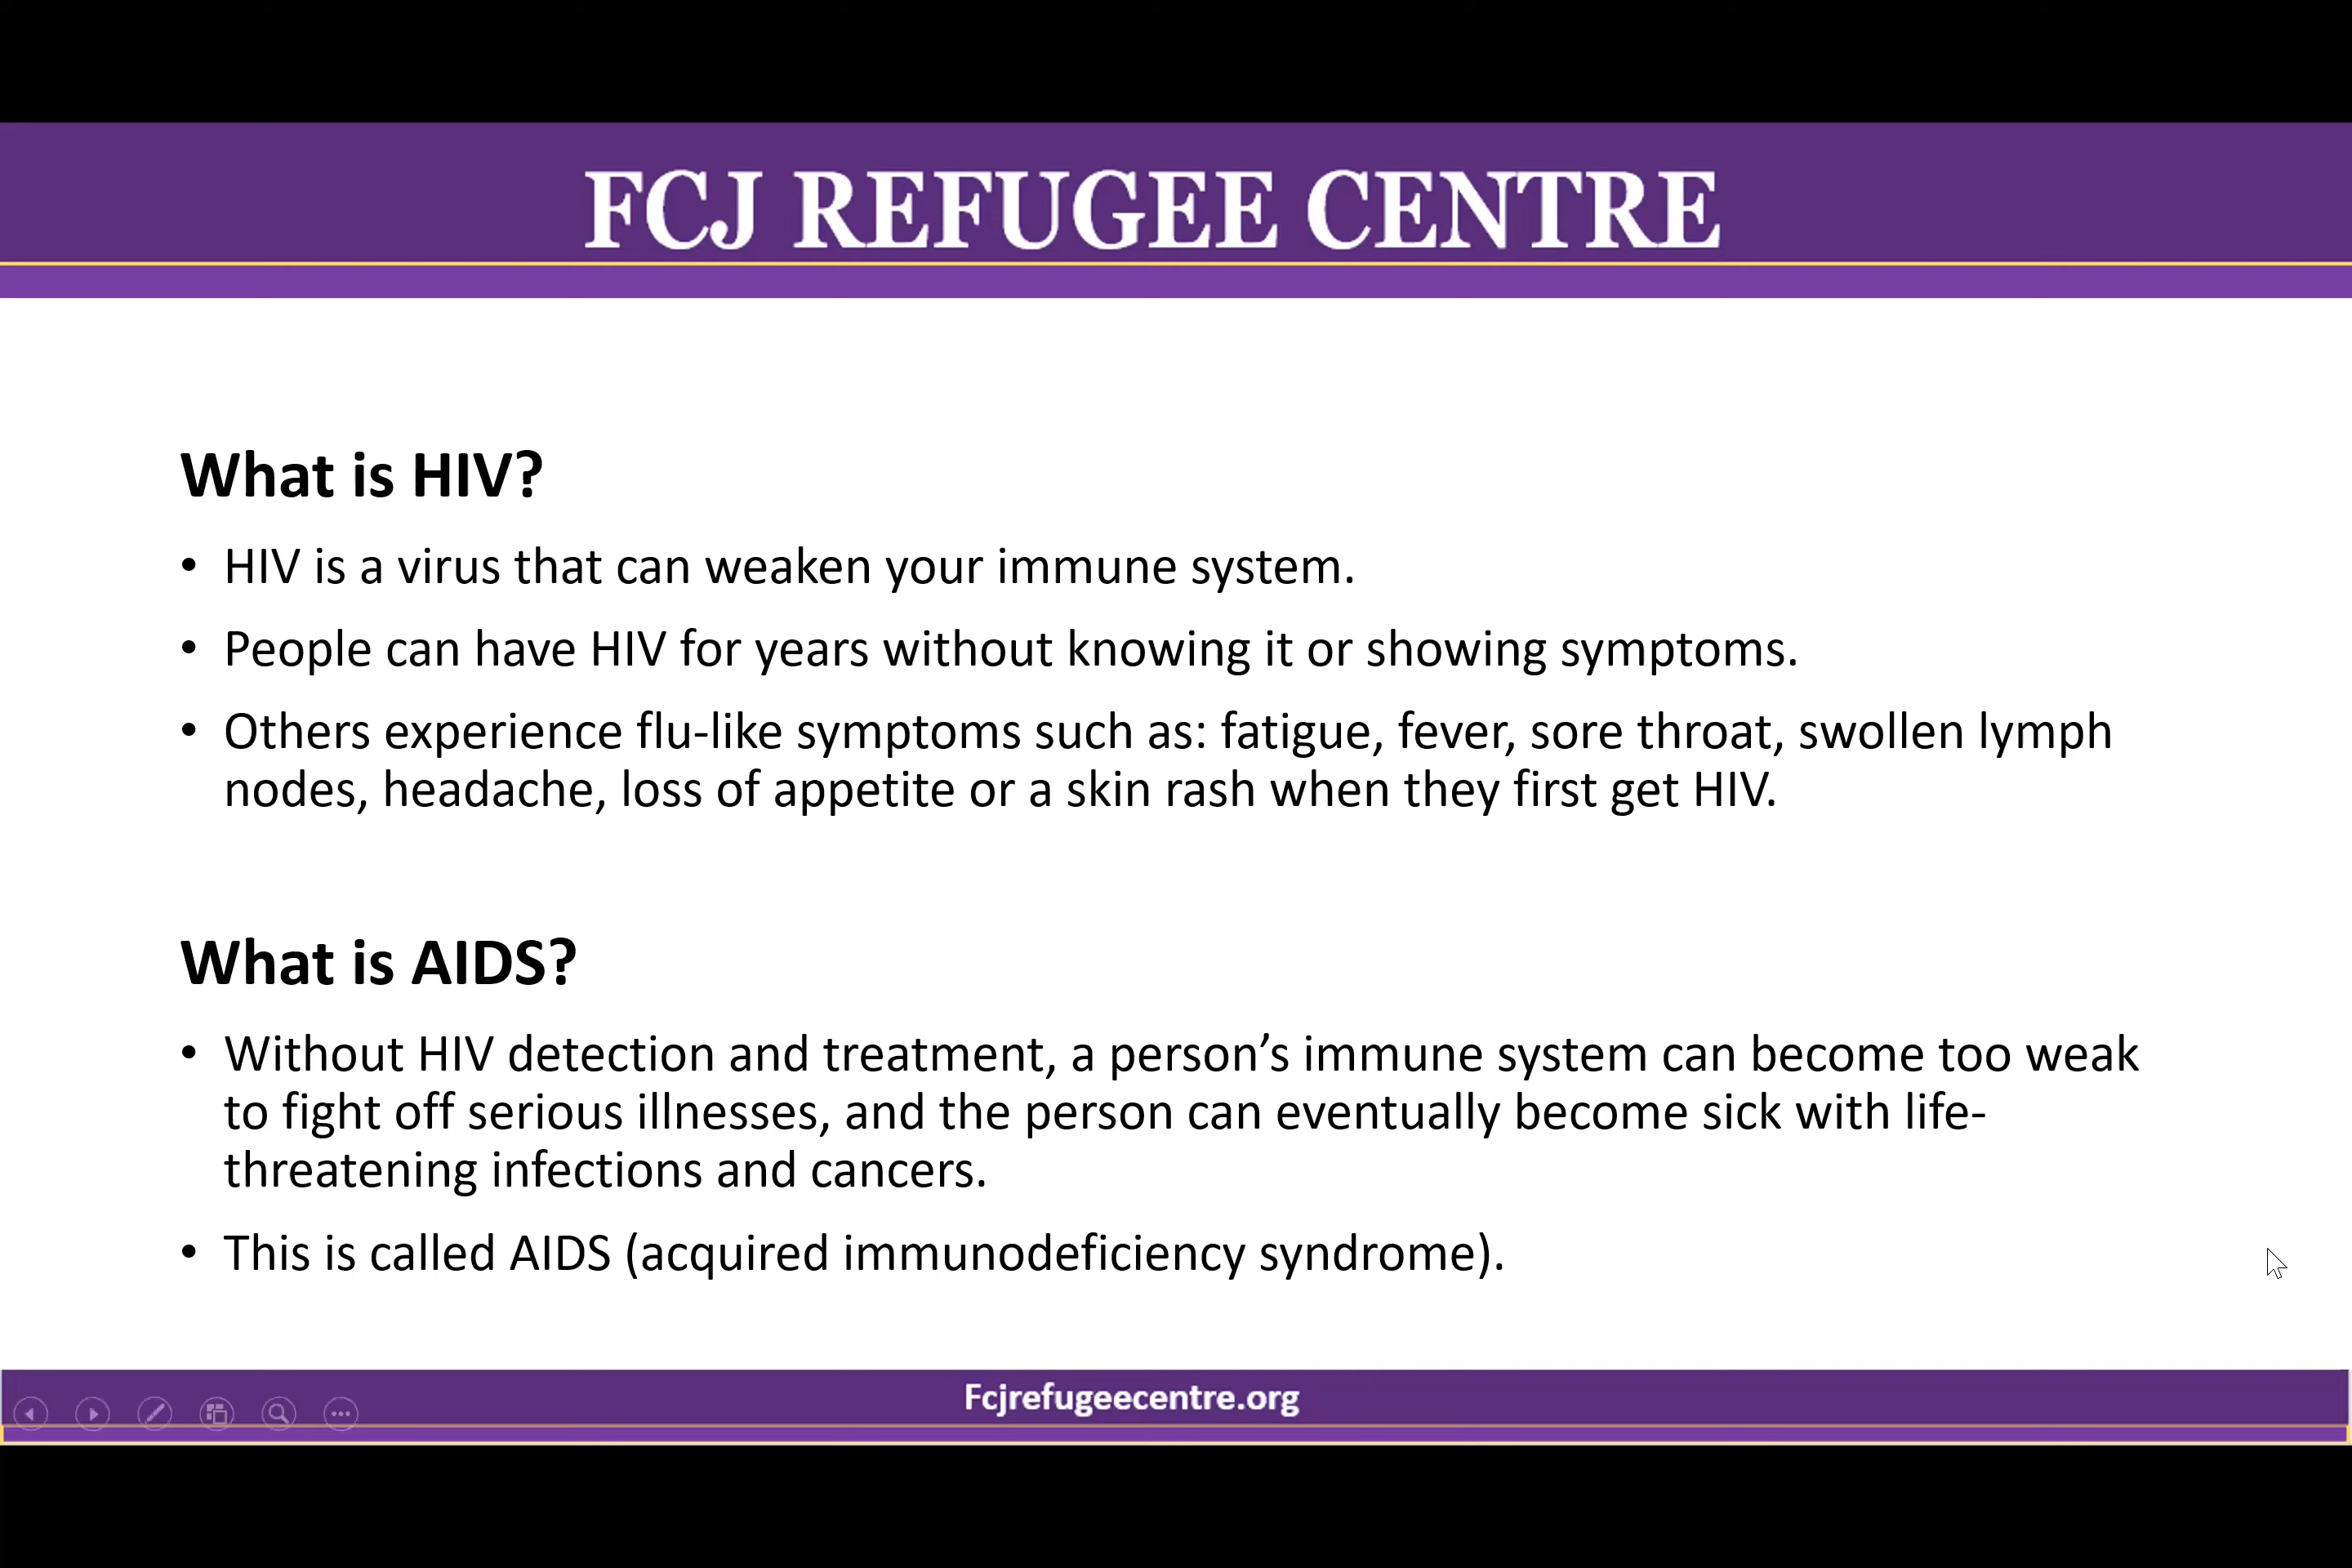 FCJ REFUGEE CENTRE
What is HIV?
• HIV is a virus that can weaken your immune system.
• People can have HIV for years without knowing it or showing symptoms.
• Others experience flu-like symptoms such as: fatigue, fever, sore throat, swollen lymph
nodes, headache, loss of appetite or a skin rash when they first get HIV.
What is AIDS?
• Without HIV detection and treatment, a person’s immune system can become too weak
to fight off serious illnesses, and the person can eventually become sick with life-
threatening infections and cancers.
• This is called AIDS (acquired immunodeficiency syndrome).
Fcjrefugeecentre.org